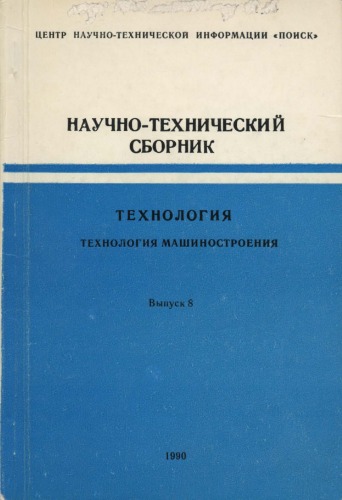 ЦЕНТР НАУЧНО-ТЕХНИЧЕСКОЙ ИНФОРМАЦИИ «ПОИСК»
НАУЧНО-ТЕХНИЧЕСКИЙ
СБОРНИК
ТЕХНОЛОГИЯ
ТЕХНОЛОГИЯ МАШИНОСТРОЕНИЯ
Выпуск 8
1990